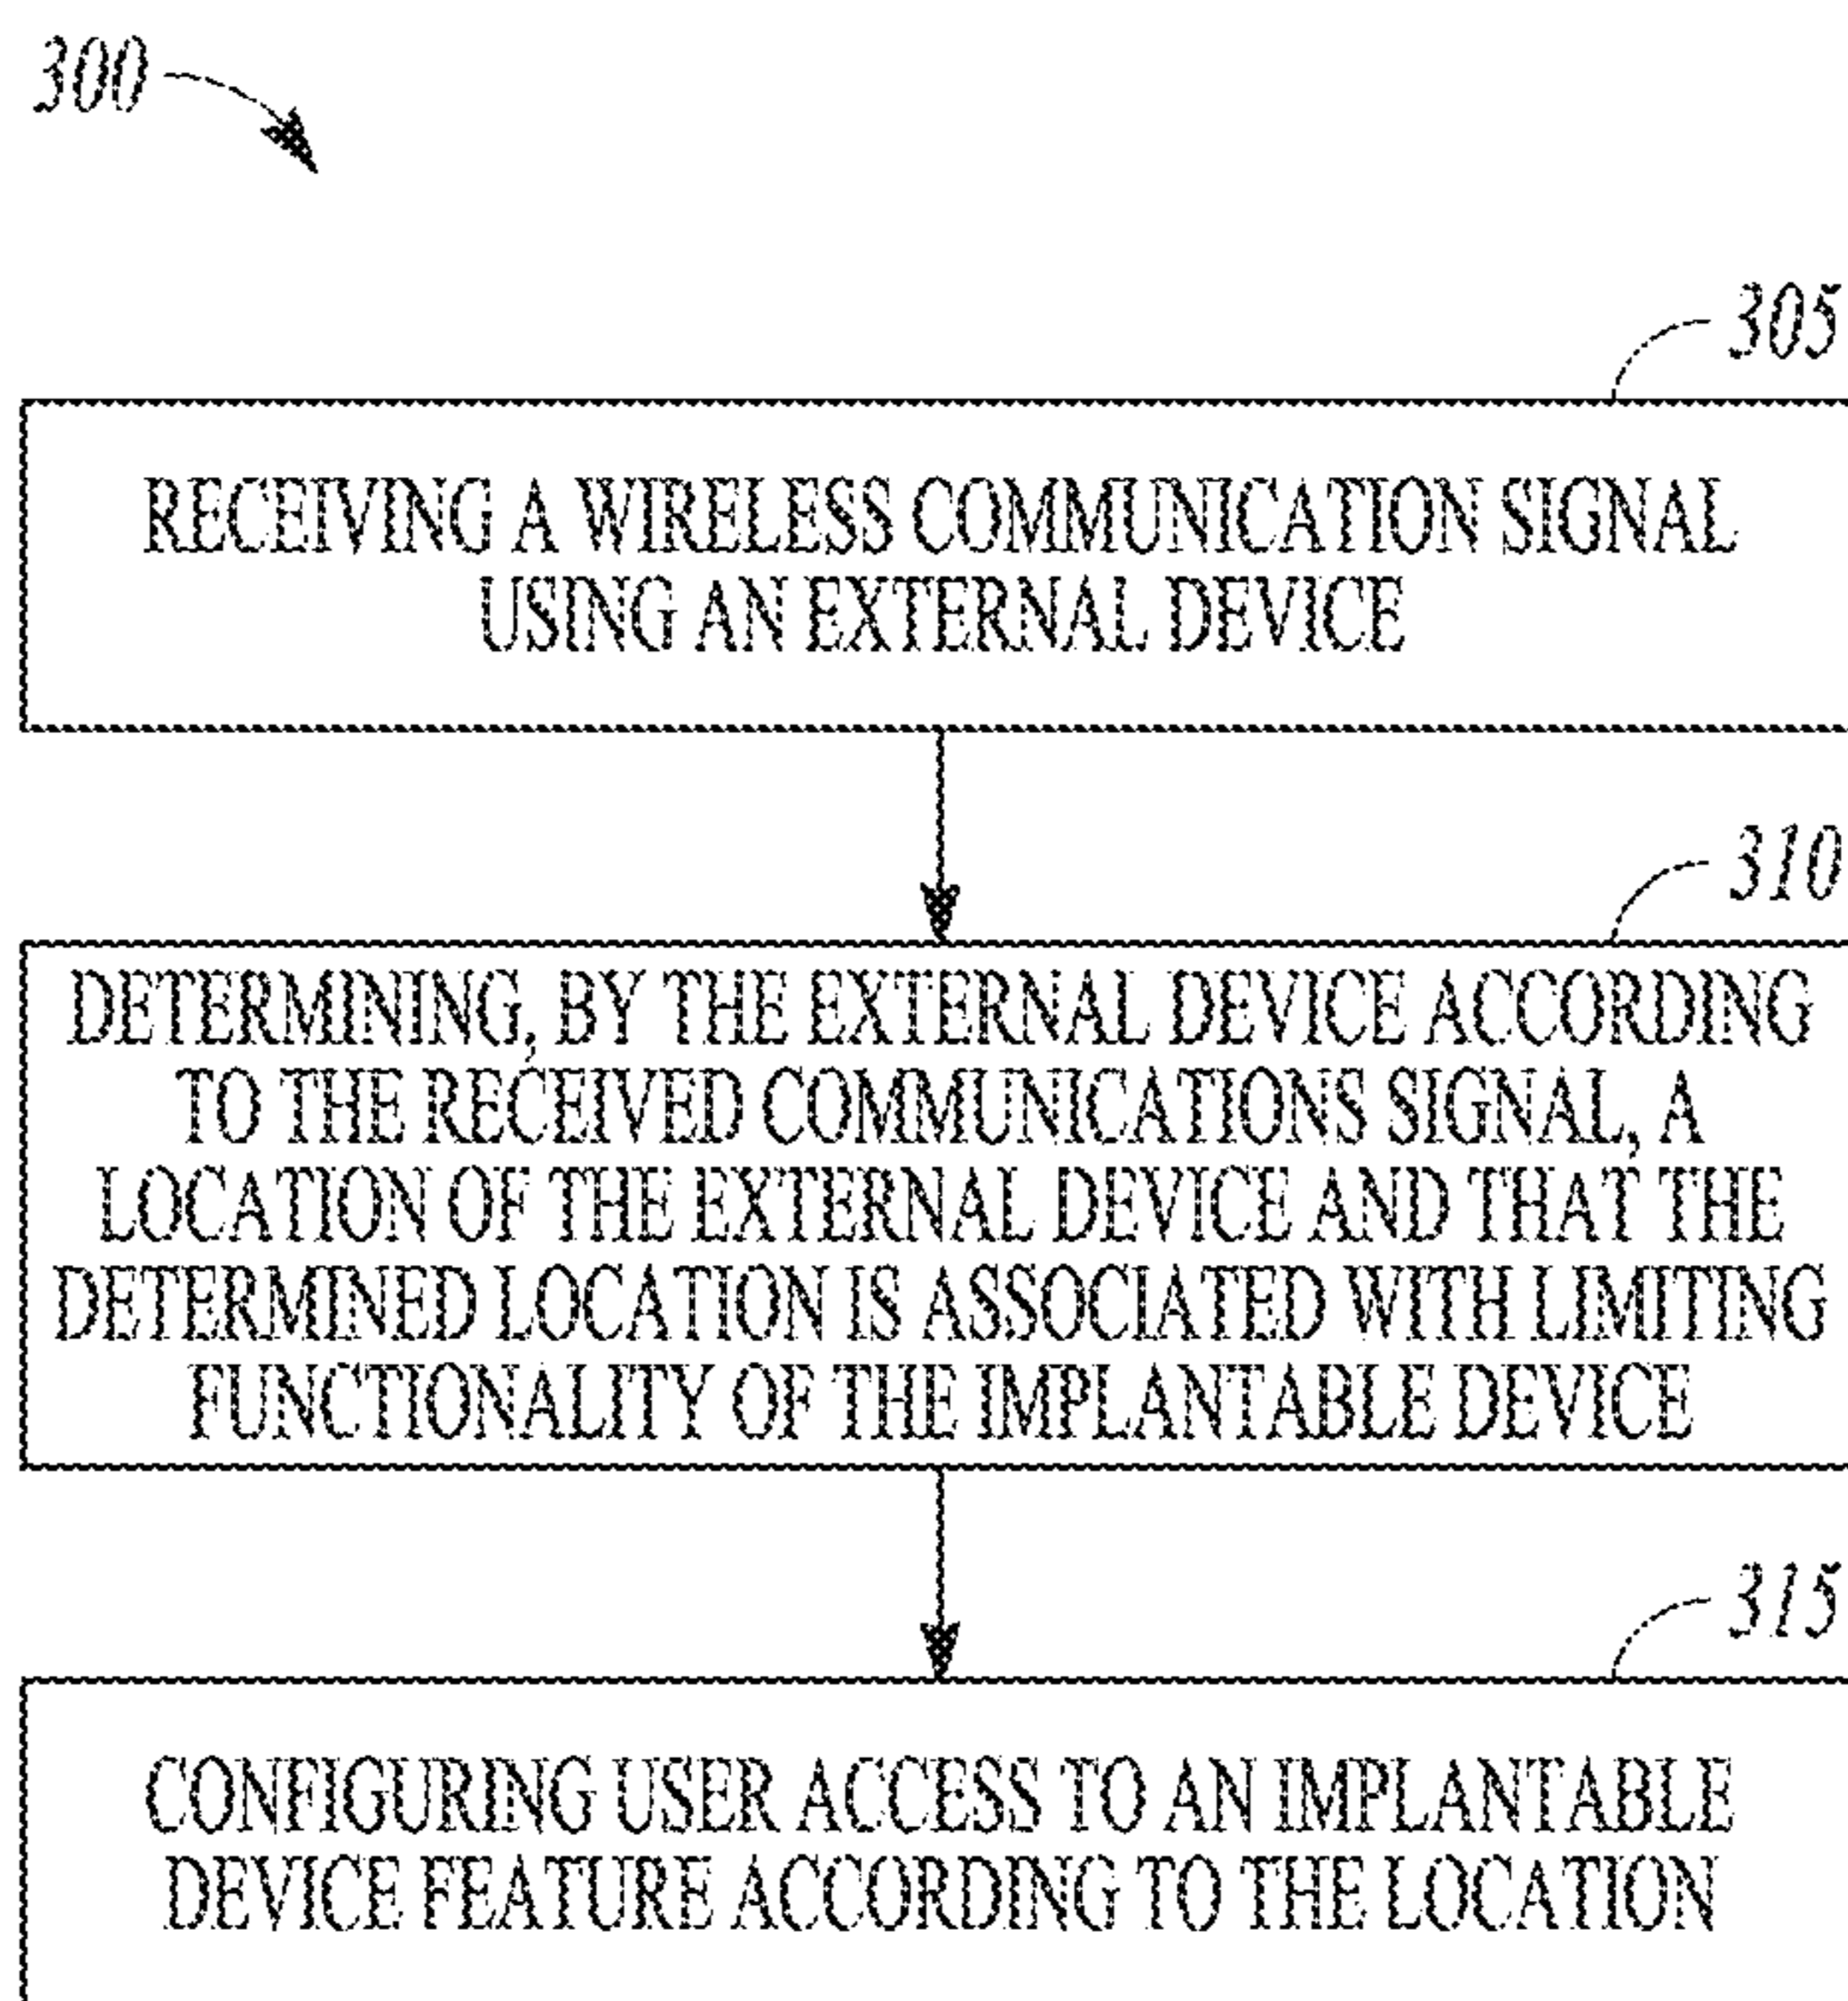 300
305
RECEIVING A WIRELESS COMMUNICATION SIGNAL
USING AN EXTERNAL DEVICE
310
DETERMINING, BY THE EXTERNAL DEVICE ACCORDING
TO THE RECEIVED COMMUNICATIONS SIGNAL, A
LOCATION OF THE EXTERNAL DEVICE AND THAT THE
DETERMINED LOCATION IS ASSOCIATED WITH LIMITING
FUNCTIONALITY OF THE IMPLANTABLE DEVICE
315
CONFIGURING USER ACCESS TO AN IMPLANTABLE
DEVICE FEATURE ACCORDING TO THE LOCATION